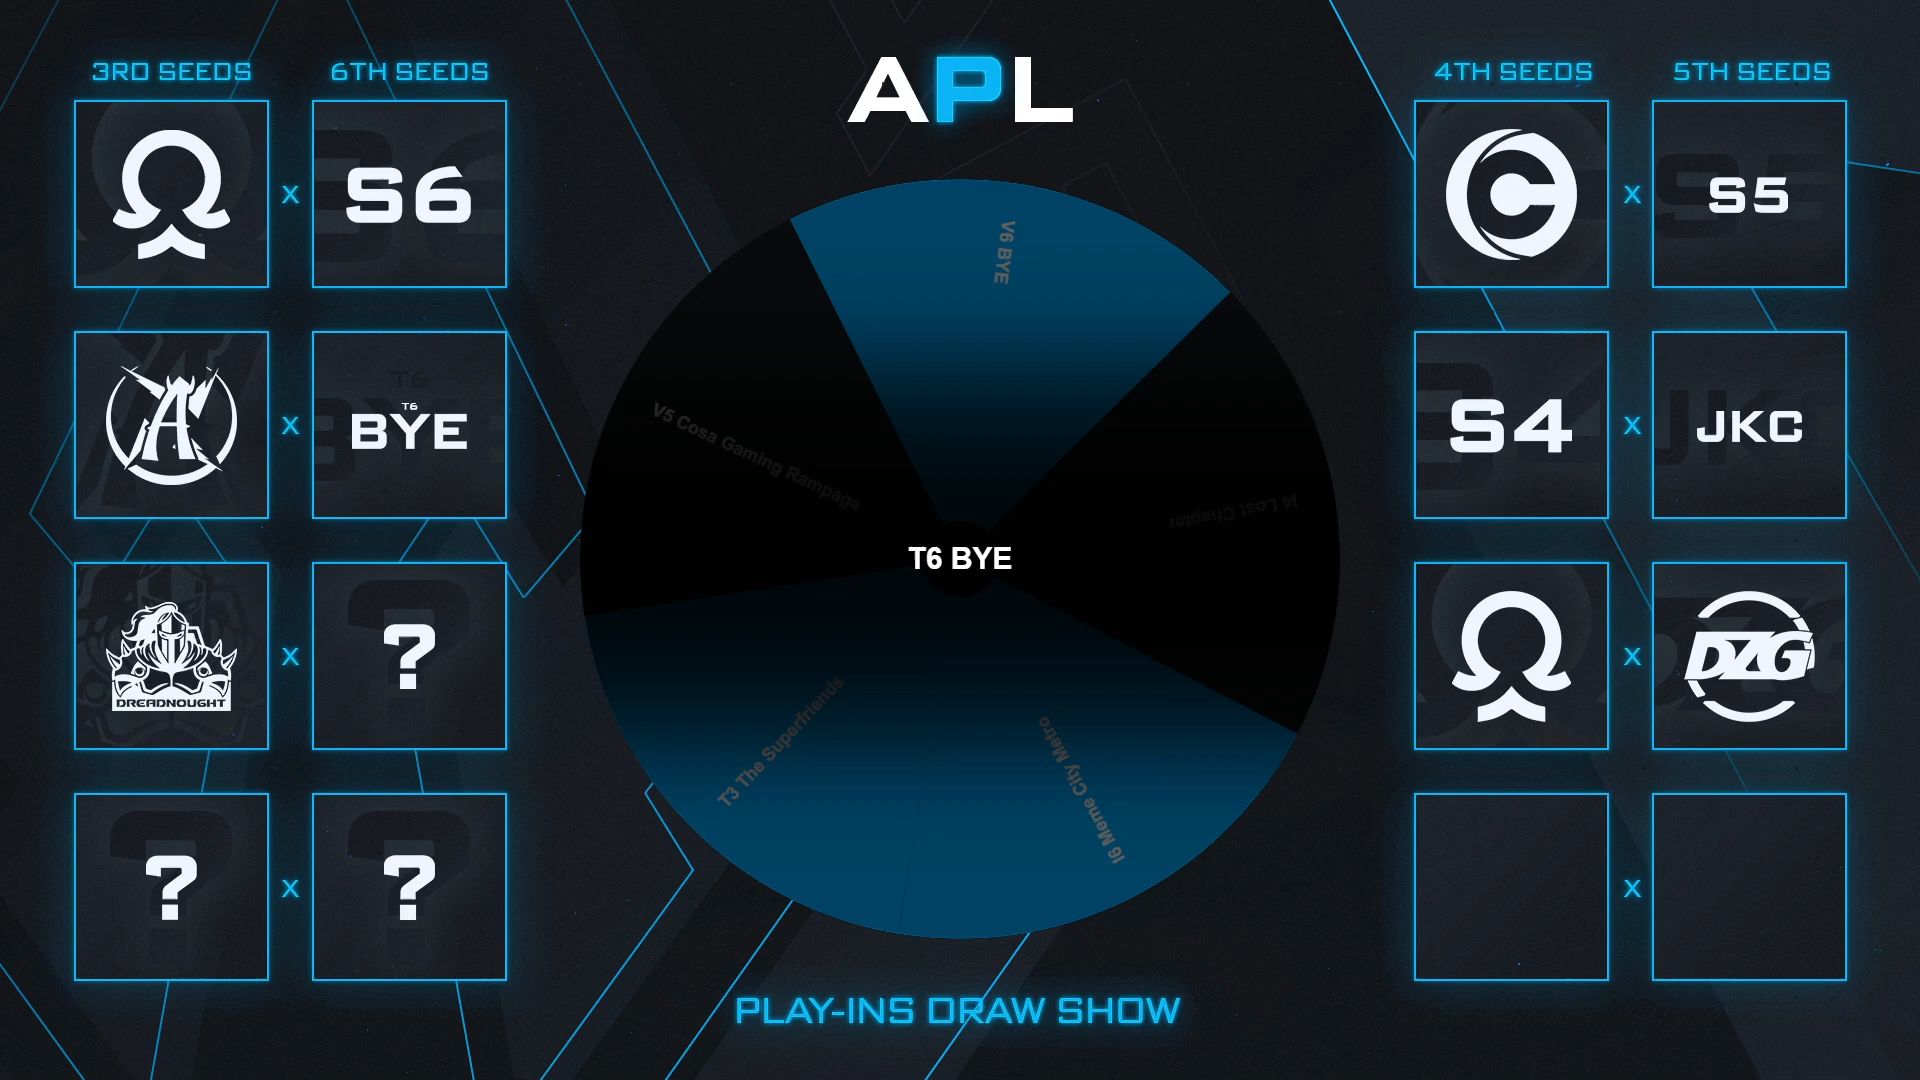 3RD SEEDS
6TH SEEDS
APL
4TH SEEDS
5TH SEEDS
x
S6
x
S5
V6 BYE
x
T6
BYE
S4
x
JKC
V5 Cosa Gaming Rampage
I4 Lost Chapter
T6 BYE
DREADNOUGHT
x
?
x
DZG
T3 The Superfriends
I6 Meme City Metro
?
x
?
x
PLAY-INS DRAW SHOW